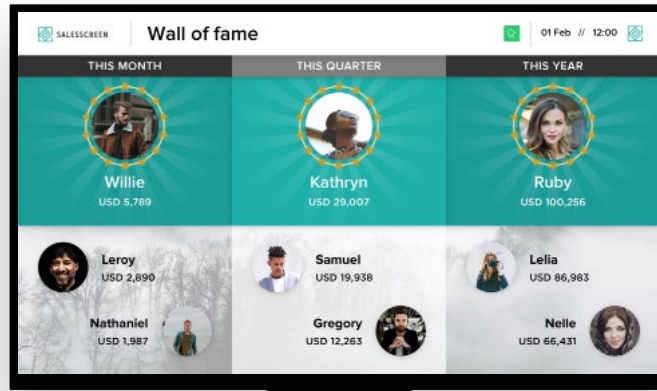 SALESSCREEN
Wall of fame
01 Feb // 12:00
THIS MONTH
THIS QUARTER
THIS YEAR
Willie
USD 5,789
Kathryn
USD 29,007
Ruby
USD 100,256
Leroy
USD 2,890
Samuel
USD 19,938
Lelia
USD 86,983
Nathaniel
USD 1,987
Gregory
USD 12,263
Nelle
USD 66,431